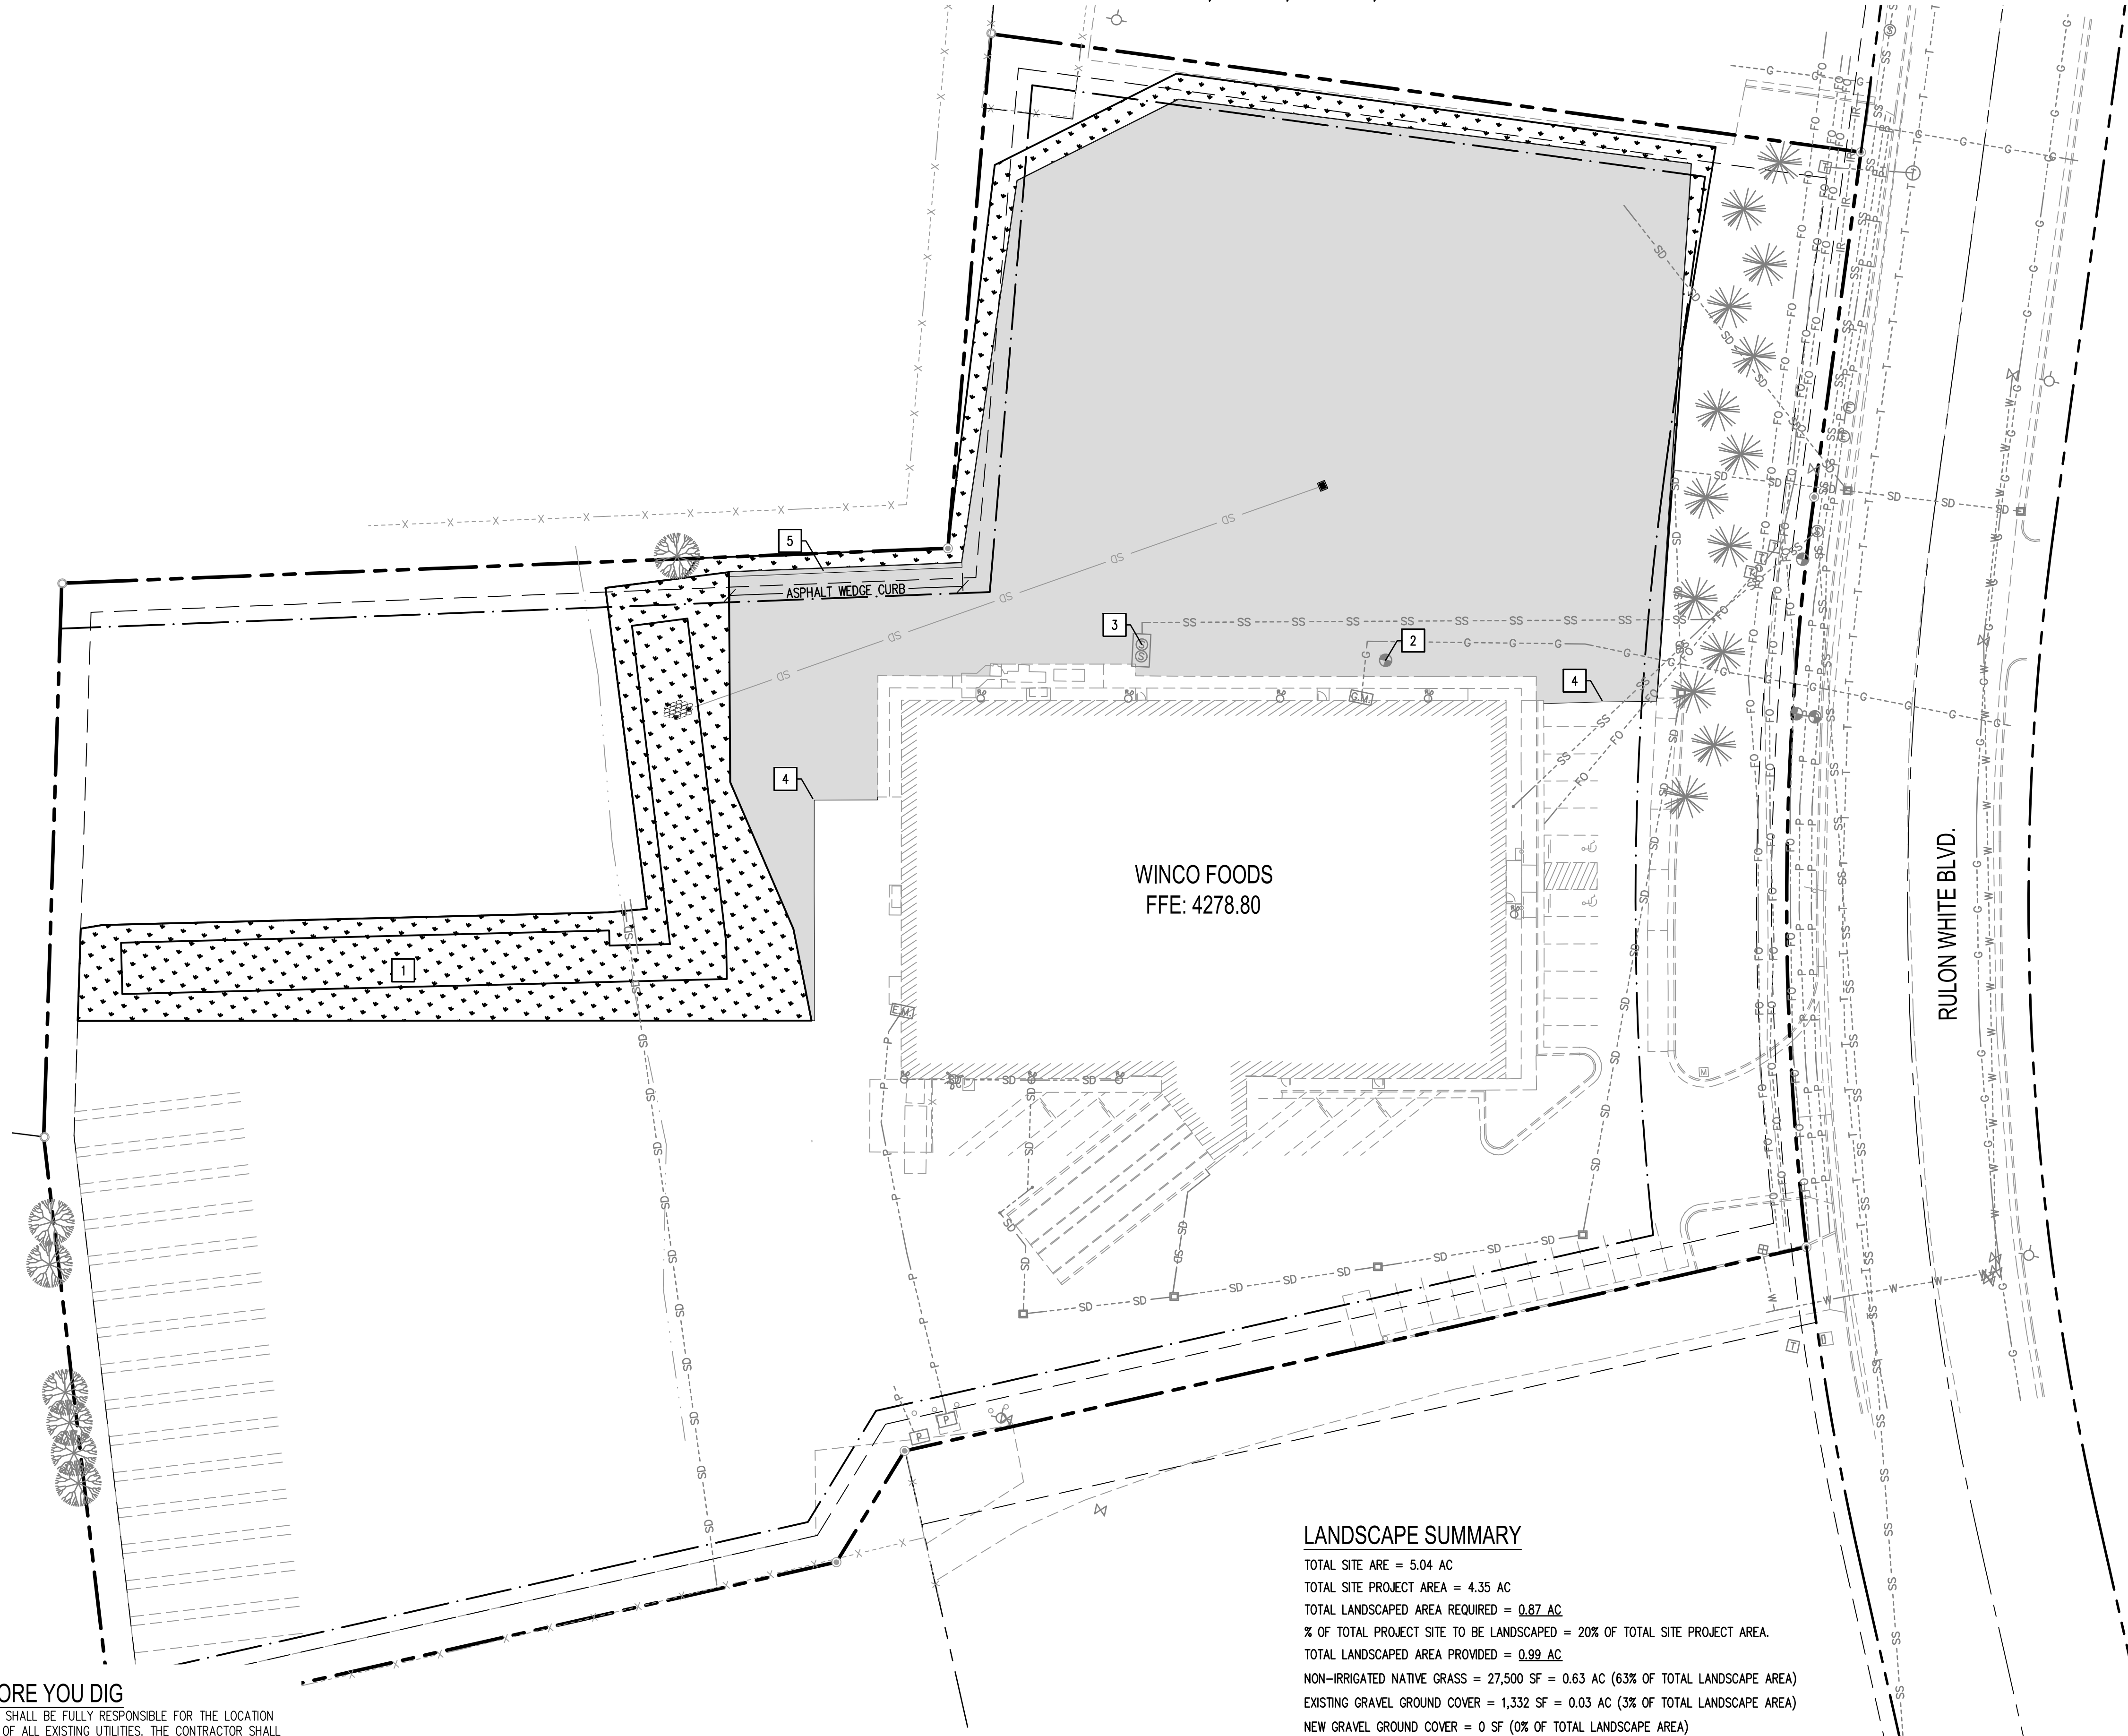 5
ASPHALT WEDGE CURB
3
2
4
4
G.M.
WINCO FOODS
FFE: 4278.80
1
E.M.
RULON WHITE BLVD.
LANDSCAPE SUMMARY
TOTAL SITE ARE = 5.04 AC
TOTAL SITE PROJECT AREA = 4.35 AC
TOTAL LANDSCAPED AREA REQUIRED = 0.87 AC
% OF TOTAL PROJECT SITE TO BE LANDSCAPED = 20% OF TOTAL SITE PROJECT AREA.
TOTAL LANDSCAPED AREA PROVIDED = 0.99 AC
NON-IRRIGATED NATIVE GRASS = 27,500 SF = 0.63 AC (63% OF TOTAL LANDSCAPE AREA)
EXISTING GRAVEL GROUND COVER = 1,332 SF = 0.03 AC (3% OF TOTAL LANDSCAPE AREA)
NEW GRAVEL GROUND COVER = 0 SF (0% OF TOTAL LANDSCAPE AREA)
ORE YOU DIG
SHALL BE FULLY RESPONSIBLE FOR THE LOCATION
OF ALL EXISTING UTILITIES. THE CONTRACTOR SHALL